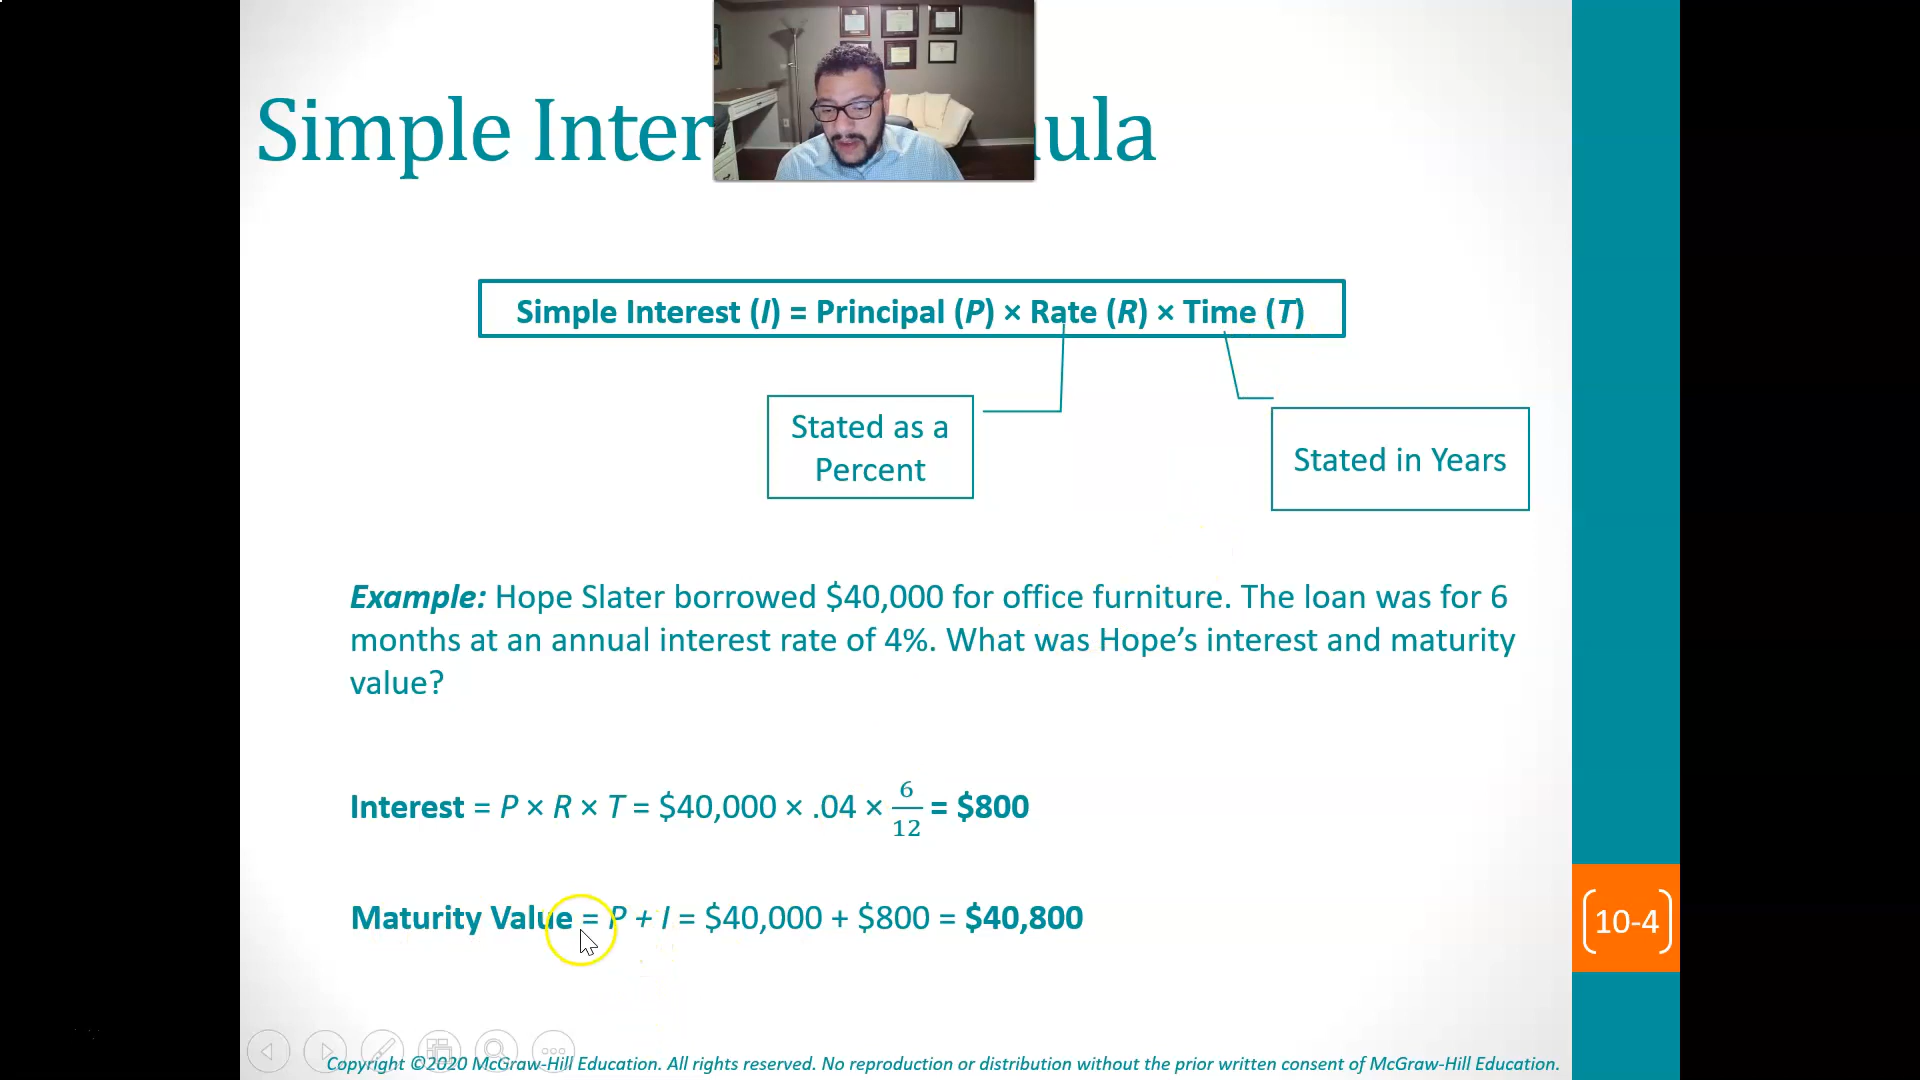 Simple Inter ula
Simple Interest (I) = Principal (P) × Rate (R) × Time (T)
Stated as a
Percent
Stated in Years
Example: Hope Slater borrowed $40,000 for office furniture. The loan was for 6
months at an annual interest rate of 4%. What was Hope’s interest and maturity
value?
Interest = P × R × T = $40,000 × .04 × 6/12 = $800
Maturity Value = P + I = $40,000 + $800 = $40,800
10-4
Copyright ©2020 McGraw-Hill Education. All rights reserved. No reproduction or distribution without the prior written consent of McGraw-Hill Education.